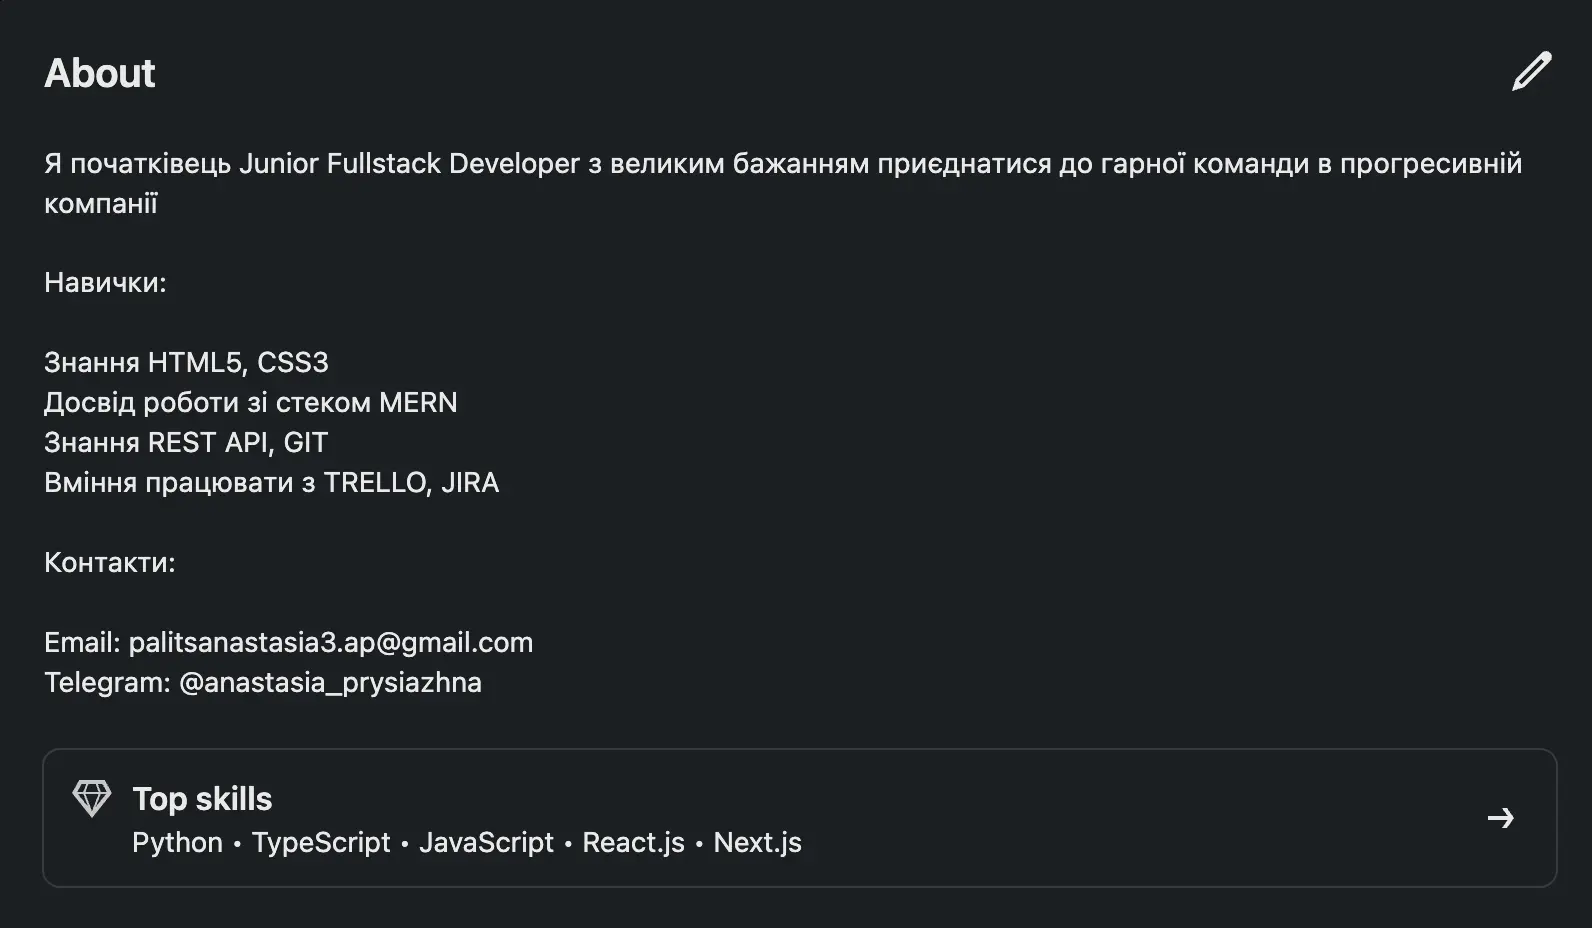 About
Я початківець Junior Fullstack Developer з великим бажанням приєднатися до гарної команди в прогресивній
компанії
Навички:
Знання HTML5, CSS3
Досвід роботи зі стеком MERN
Знання REST API, GIT
Вміння працювати з TRELLO, JIRA
Контакти:
Email: palitsanastasia3.ap@gmail.com
Telegram: @anastasia_prysiazhna
Top skills
Python • TypeScript • JavaScript • React.js • Next.js